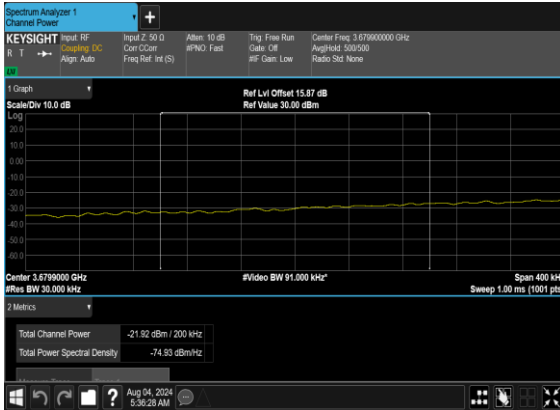 Spectrum Analyzer 1
Channel Power
KEYSIGHT Input: RF Input Z: 50 Ω Atten: 10 dB Trig: Free Run Center Freq: 3.679900000 GHz
R T Coupling: DC Corr CCorr #PNO: Fast Gate: Off Avg|Hold: 500/500
Align: Auto Freq Ref: Int (S) #IF Gain: Low Radio Std: None
1 Graph
Ref Lvl Offset 15.87 dB
Scale/Div 10.0 dB Ref Value 30.00 dBm
Log
20.0
10.0
0.00
-10.0
-20.0
-30.0
-40.0
-50.0
-60.0
Center 3.6799000 GHz #Video BW 91.000 kHz* Span 400 kH
#Res BW 30.000 kHz Sweep 1.00 ms (1001 pts
2 Metrics
Total Channel Power -21.92 dBm / 200 kHz
Total Power Spectral Density -74.93 dBm/Hz
Aug 04, 2024
5:36:28 AM